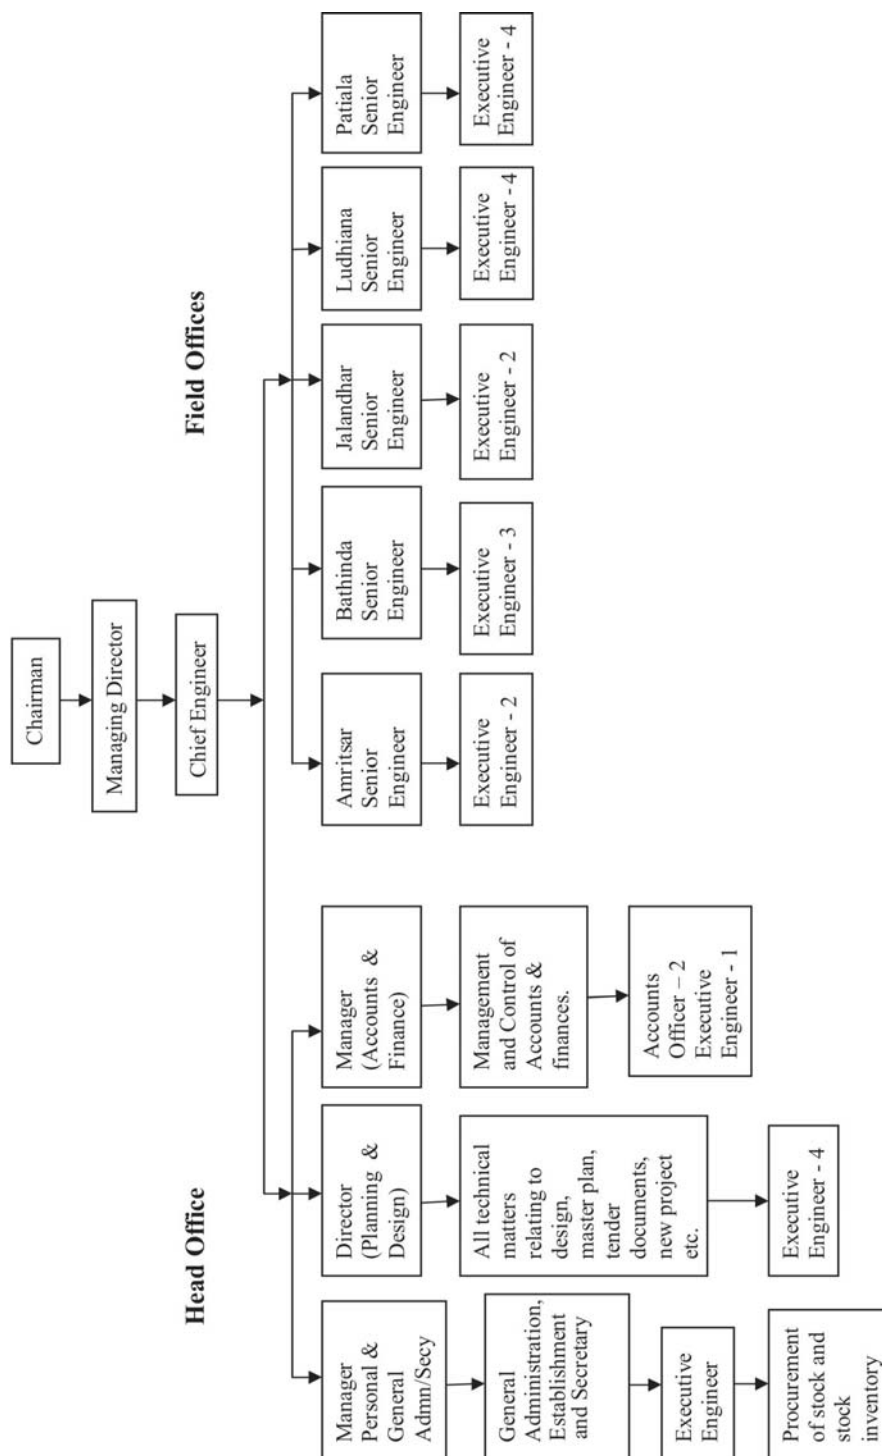 Chairman
Managing Director
Chief Engineer
Head Office
Field Offices
Manager
Personal &
General
Admn/Secy
Director
(Planning &
Design)
Manager
(Accounts &
Finance)
Amritsar
Senior
Engineer
Bathinda
Senior
Engineer
Jalandhar
Senior
Engineer
Ludhiana
Senior
Engineer
Patiala
Senior
Engineer
General
Administration,
Establishment
and Secretary
All technical
matters
relating to
design,
master plan,
tender
documents,
new project
etc.
Management
and Control of
Accounts &
finances.
Executive
Engineer - 2
Executive
Engineer - 3
Executive
Engineer - 2
Executive
Engineer - 4
Executive
Engineer - 4
Executive
Engineer
Accounts
Officer – 2
Executive
Engineer - 1
Procurement
of stock and
stock
inventory
Executive
Engineer - 4